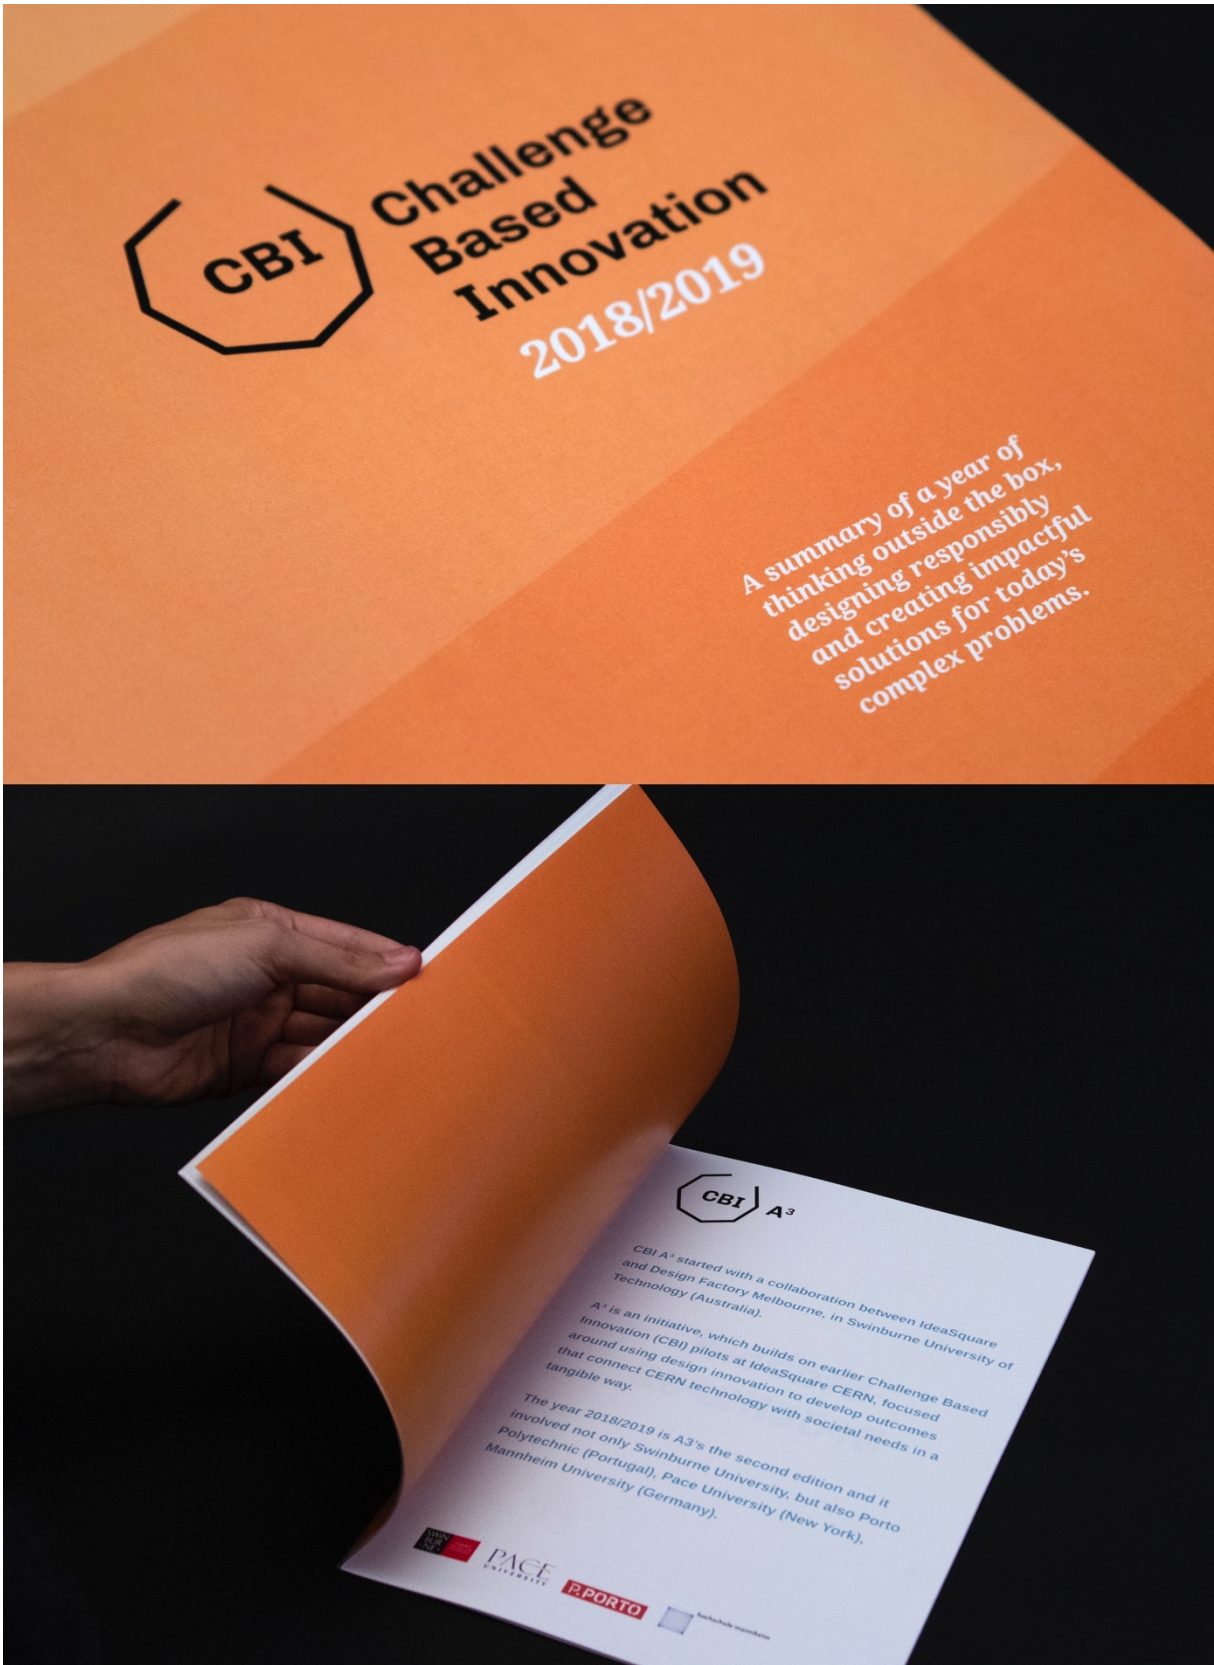 CBI
Challenge
Based
Innovation
2018/2019
A summary of a year of
thinking outside the box,
designing responsibly
and creating impactful
solutions for today's
complex problems.
CBI A³
CBI A³ started with a collaboration between IdeaSquare
and Design Factory Melbourne, in Swinburne University of
Technology (Australia).
A³ is an initiative, which builds on earlier Challenge Based
Innovation (CBI) pilots at IdeaSquare CERN, focused
around using design innovation to develop outcomes
that connect CERN technology with societal needs in a
tangible way.
The year 2018/2019 is A3's the second edition and it
involved not only Swinburne University, but also Porto
Polytechnic (Portugal), Pace University (New York),
Mannheim University (Germany).
SWIN
BUR
NE
PACE
UNIVERSITY
P.PORTO
hochschule mannheim